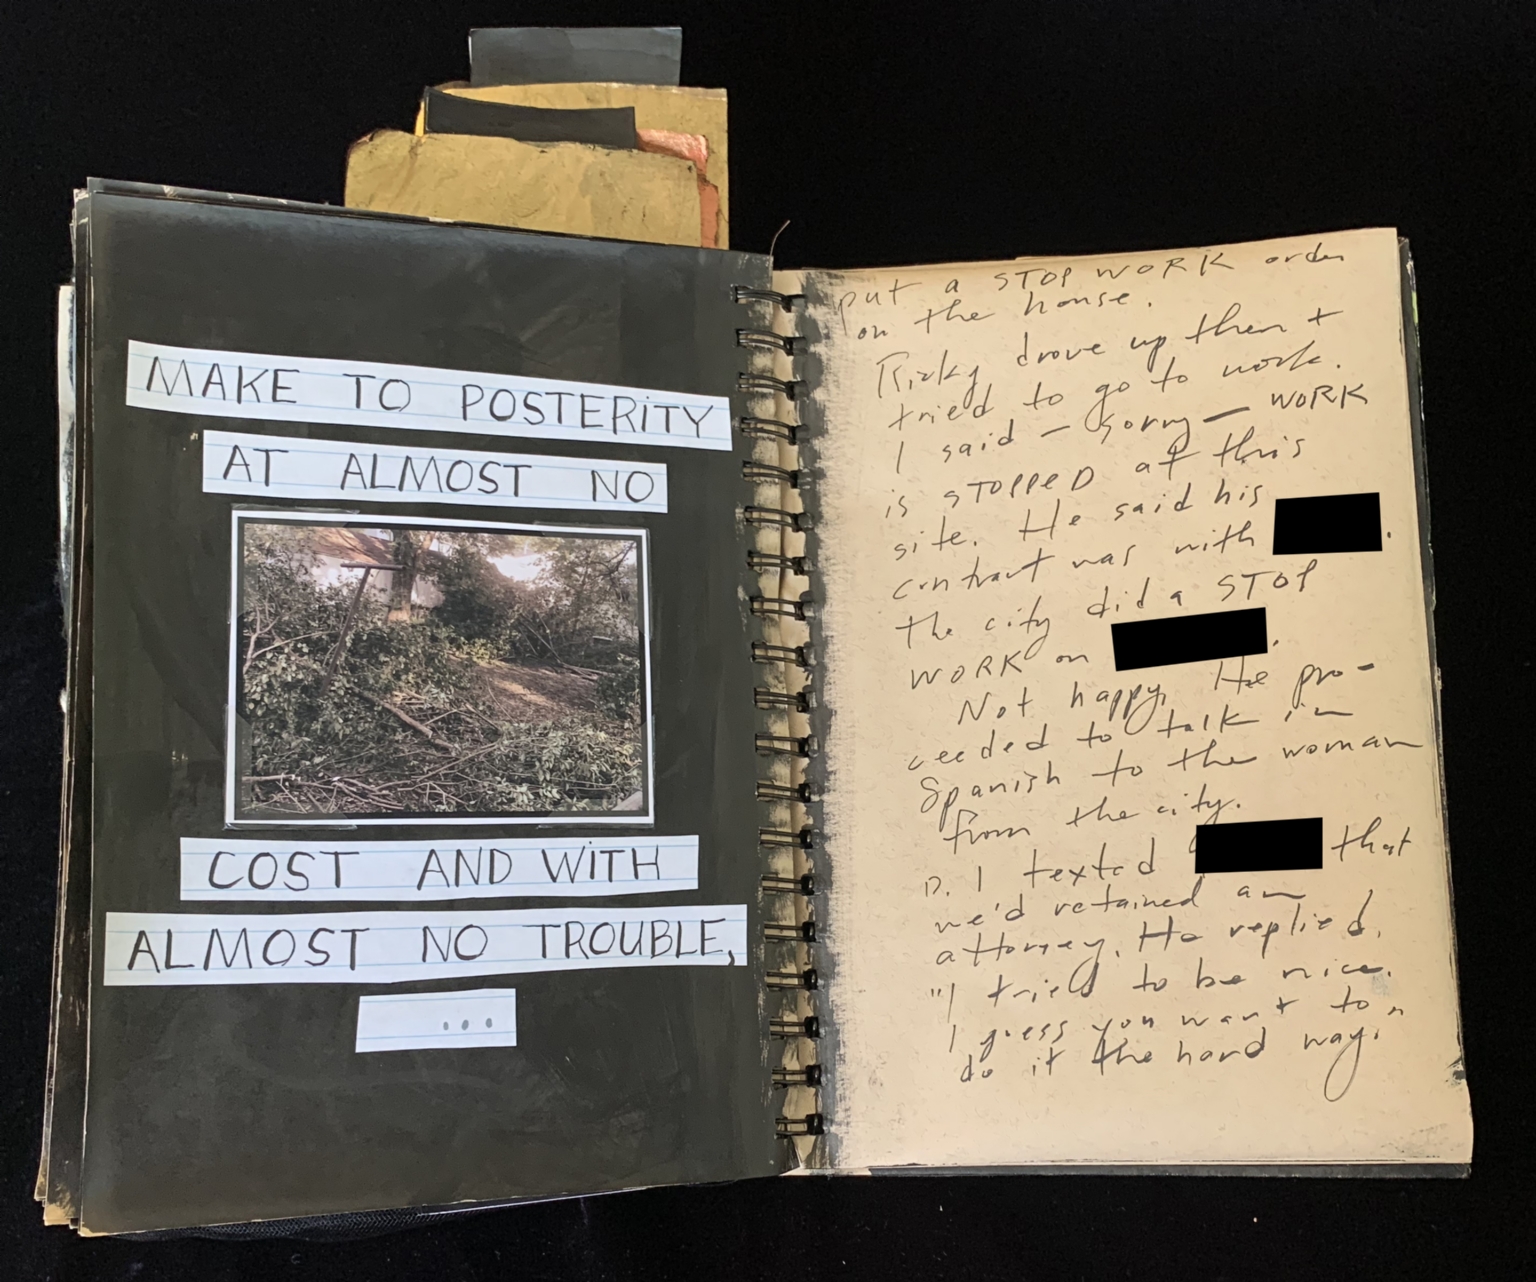 MAKE TO POSTERiTY
AT ALMOST NO
COST AND WiTH
ALMOST NO TROUBLE,
...
put a STOP WORK order
on the house.
Ricky drove up then +
tried to go to work.
I said – sorry – WORK
is STOPPED at this
site. He said his
contract was with
.
the city did a STOP
WORK on
.
Not happy, He pro-
ceeded to talk in
Spanish to the woman
from the city.
D. I texted
that
we'd retained an
attorney. He replied,
"I tried to be nice.
I guess you want to
do it the hard way."